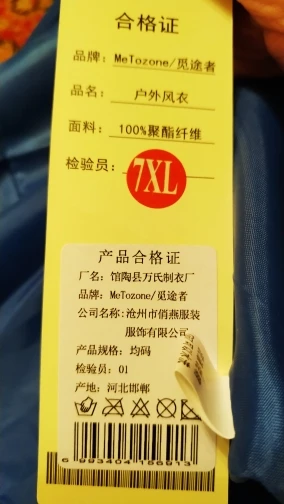 合格证
品牌：MeTozone/觅途者
品名：户外风衣
面料：100%聚酯纤维
检验员：
7XL
产品合格证
厂名：馆陶县万氏制衣厂
品牌：MeTozone/觅途者
公司名称:沧州市俏燕服装
服饰有限公司
产品规格：均码
检验员：01
产地：河北邯郸
6 993404 156913